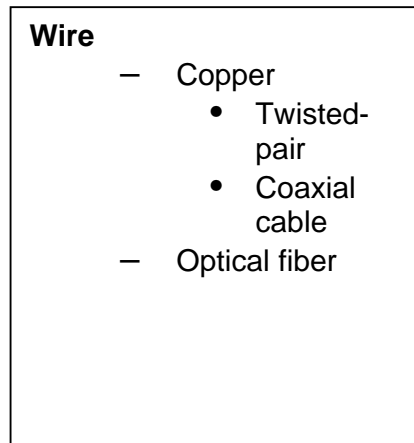 Wire
– Copper
• Twisted-
pair
• Coaxial
cable
– Optical fiber